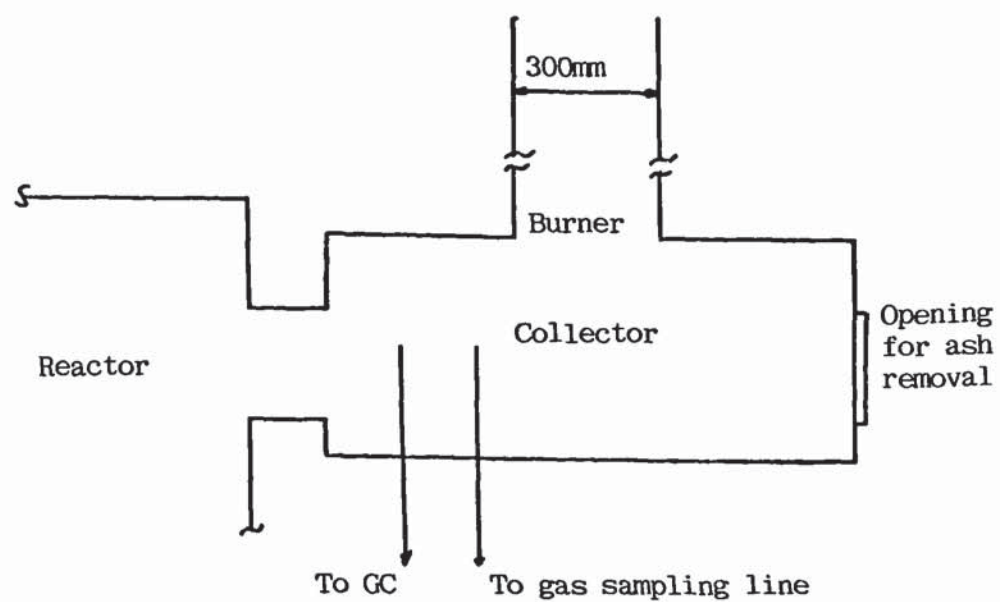 300mm
Burner
Collector
Opening
for ash
removal
Reactor
To GC
To gas sampling line